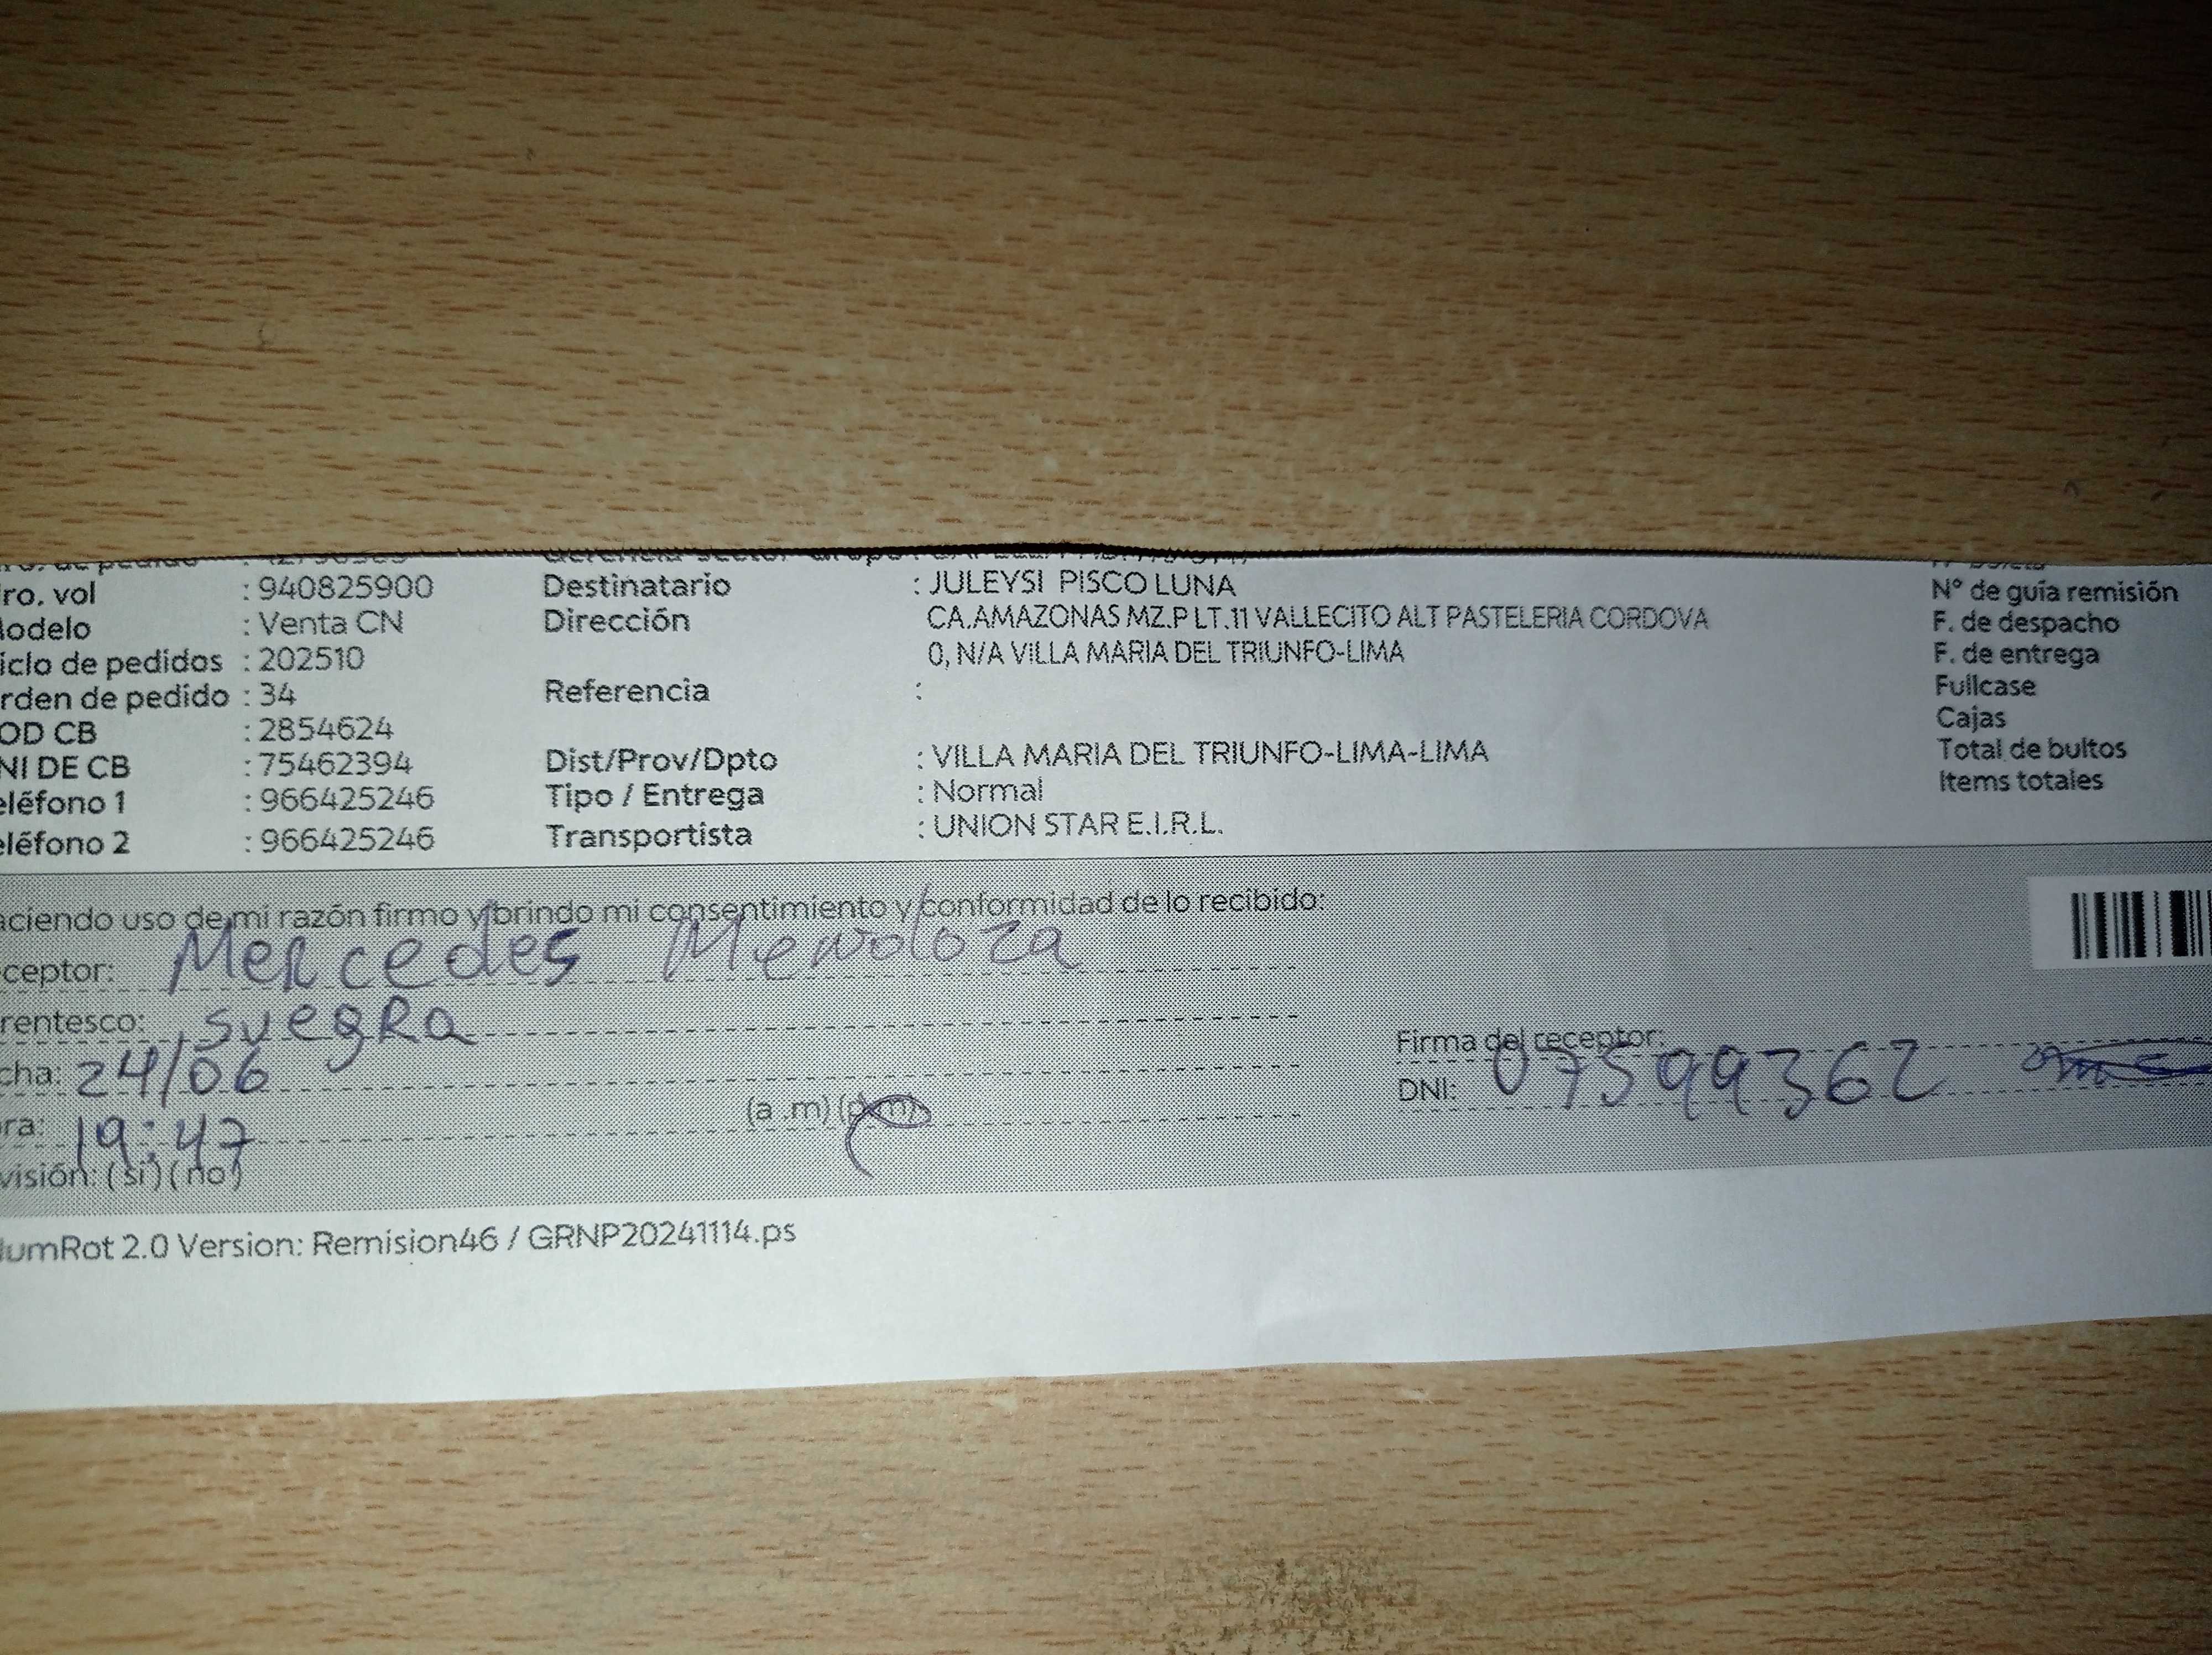 ro. vol : 940825900 Destinatario : JULEYSI PISCO LUNA N° de guía remisión
odelo : Venta CN Dirección CA.AMAZONAS MZ.P LT.11 VALLECITO ALT PASTELERIA CORDOVA F. de despacho
iclo de pedidos : 202510 0, N/A VILLA MARIA DEL TRIUNFO-LIMA F. de entrega
rden de pedido : 34 Referencia : Fullcase
OD CB : 2854624 Cajas
NI DE CB : 75462394 Dist/Prov/Dpto : VILLA MARIA DEL TRIUNFO-LIMA-LIMA Total de bultos
eléfono 1 : 966425246 Tipo / Entrega : Normal Items totales
eléfono 2 : 966425246 Transportista : UNION STAR E.I.R.L.
aciendo uso de mi razón firmo y brindo mi consentimiento y conformidad de lo recibido:
ceptor: Mercedes Mendoza
rentesco: suegra
Firma del receptor:
cha: 24/06
DNI: 07599362
(a .m) (p.m)
ra: 19:47
visión: (si) (no)
umRot 2.0 Version: Remision46 / GRNP20241114.ps